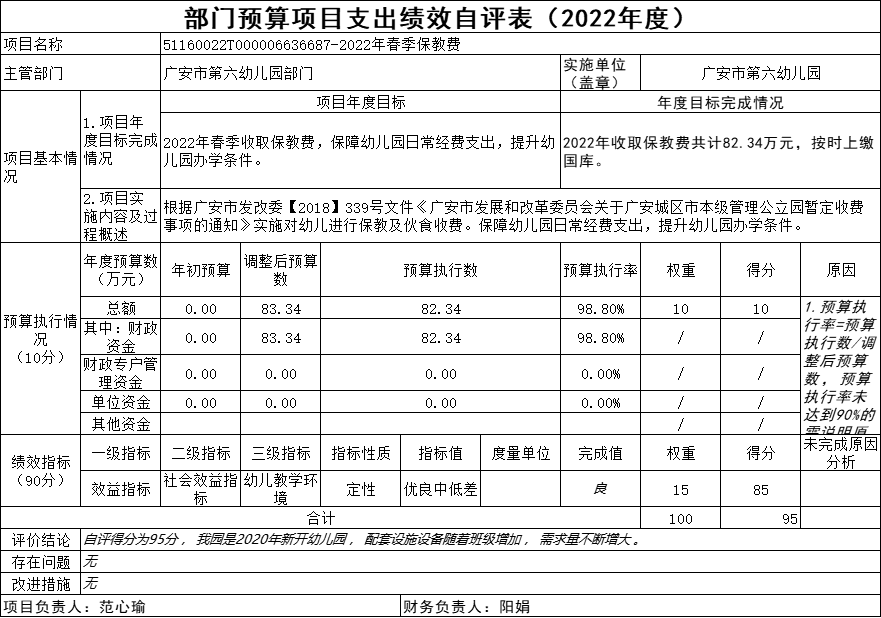 部门预算项目支出绩效自评表（2022年度）
项目名称 51160022T000006636687-2022年春季保教费
主管部门 广安市第六幼儿园部门 实施单位（盖章） 广安市第六幼儿园
项目基本情况
1.项目年度目标完成情况
项目年度目标 年度目标完成情况
2022年春季收取保教费，保障幼儿园日常经费支出，提升幼
儿园办学条件。
2022年收取保教费共计82.34万元，按时上缴
国库。
2.项目实施内容及过程概述
根据广安市发改委【2018】339号文件《广安市发展和改革委员会关于广安城区市本级管理公立园暂定收费
事项的通知》实施对幼儿进行保教及伙食收费。保障幼儿园日常经费支出，提升幼儿园办学条件。
预算执行情况（10分）
年度预算数（万元） 年初预算 调整后预算数 预算执行数 预算执行率 权重 得分 原因
总额 0.00 83.34 82.34 98.80% 10 10
其中：财政资金 0.00 83.34 82.34 98.80% / /
财政专户管理资金 0.00 0.00 0.00 0.00% / /
单位资金 0.00 0.00 0.00 0.00% / /
其他资金 / /
1.预算执
行率=预算
执行数/调
整后预算
数，预算
执行率未
达到90%的
需说明原
绩效指标（90分）
一级指标 二级指标 三级指标 指标性质 指标值 度量单位 完成值 权重 得分 未完成原因分析
效益指标 社会效益指标 幼儿教学环境 定性 优良中低差 良 15 85
合计 100 95
评价结论 自评得分为95分，我园是2020年新开幼儿园，配套设施设备随着班级增加，需求量不断增大。
存在问题 无
改进措施 无
项目负责人：范心瑜 财务负责人：阳娟